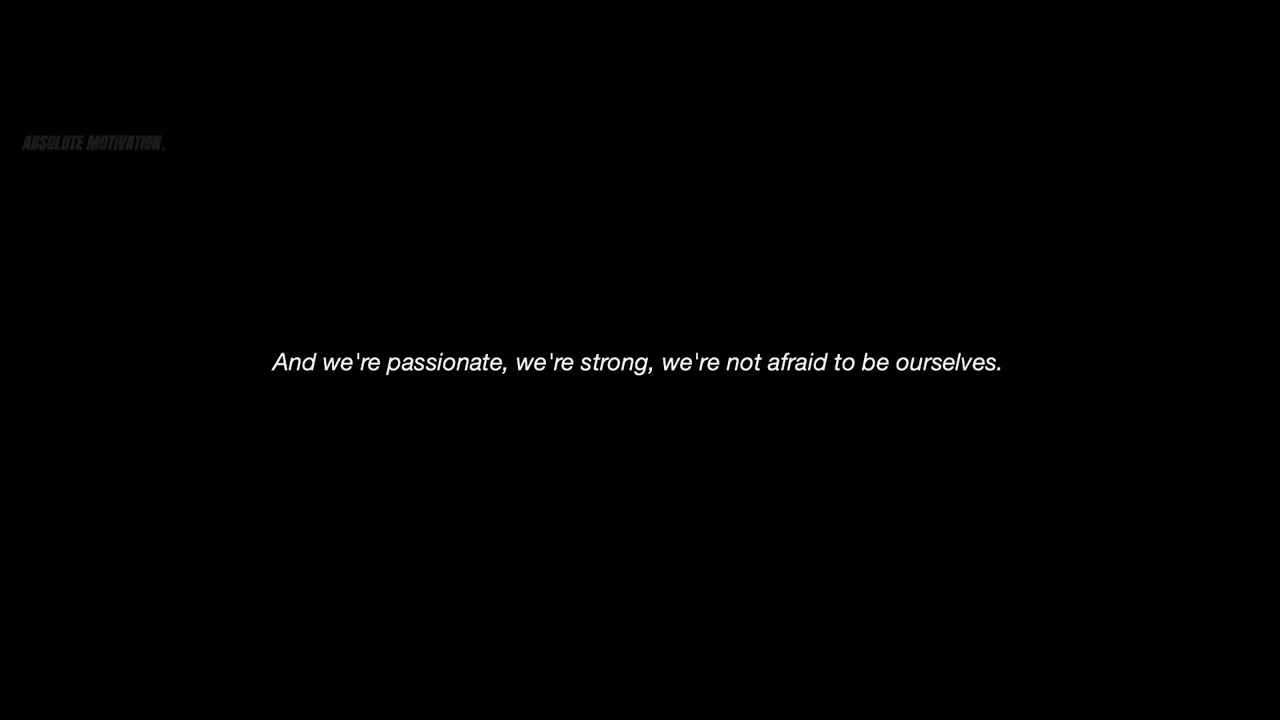 ABSOLUTE MOTIVATION.
And we're passionate, we're strong, we're not afraid to be ourselves.